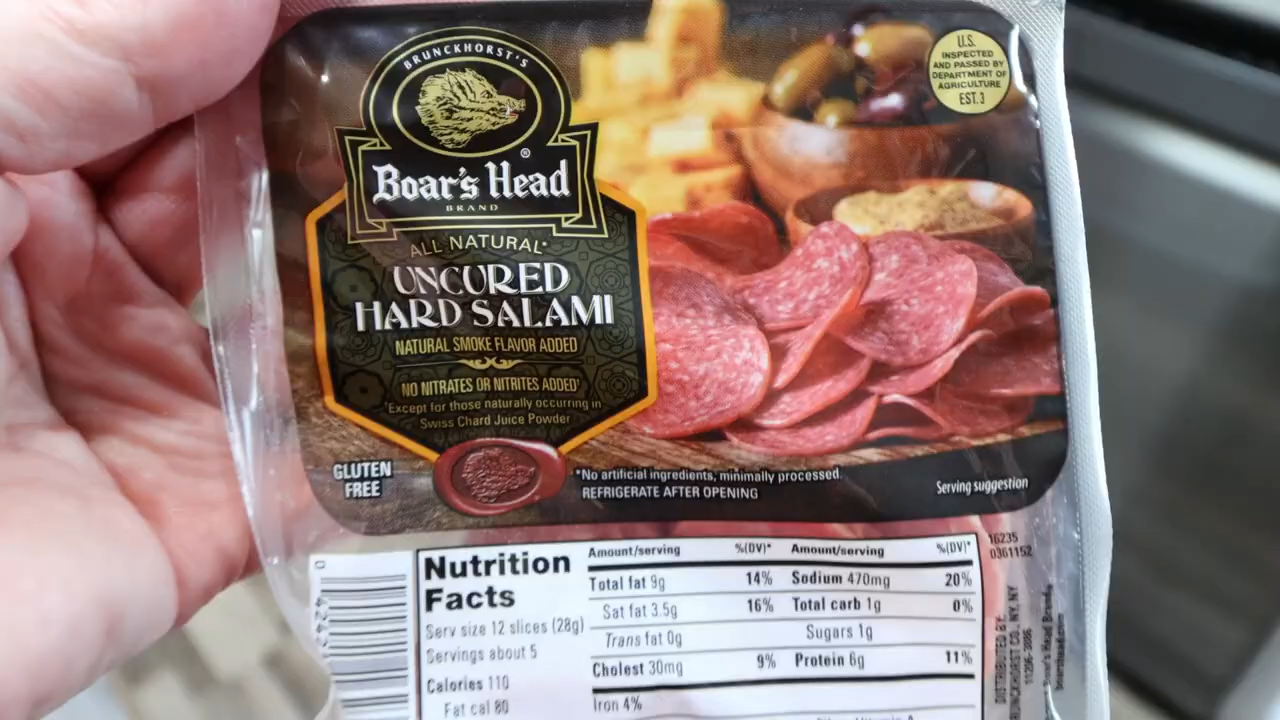 BRUNCKHORST'S
Boar's Head®
BRAND
ALL NATURAL*
UNCURED
HARD SALAMI
NATURAL SMOKE FLAVOR ADDED
NO NITRATES OR NITRITES ADDED†
†Except for those naturally occurring in
Swiss Chard Juice Powder
GLUTEN
FREE
*No artificial ingredients, minimally processed.
REFRIGERATE AFTER OPENING
Serving suggestion
U.S.
INSPECTED
AND PASSED BY
DEPARTMENT OF
AGRICULTURE
EST. 3
Nutrition
Facts
Serv size 12 slices (28g)
Servings about 5
Calories 110
Fat cal 80
Amount/serving %(DV)* Amount/serving %(DV)*
Total fat 9g 14% Sodium 470mg 20%
Sat fat 3.5g 16% Total carb 1g 0%
Trans fat 0g Sugars 1g
Cholest 30mg 9% Protein 6g 11%
Iron 4%
16235
0361152
DISTRIBUTED BY:
BRUNCKHORST CO., NY, NY
11206-3086
Boar's Head Brand
boarshead.com